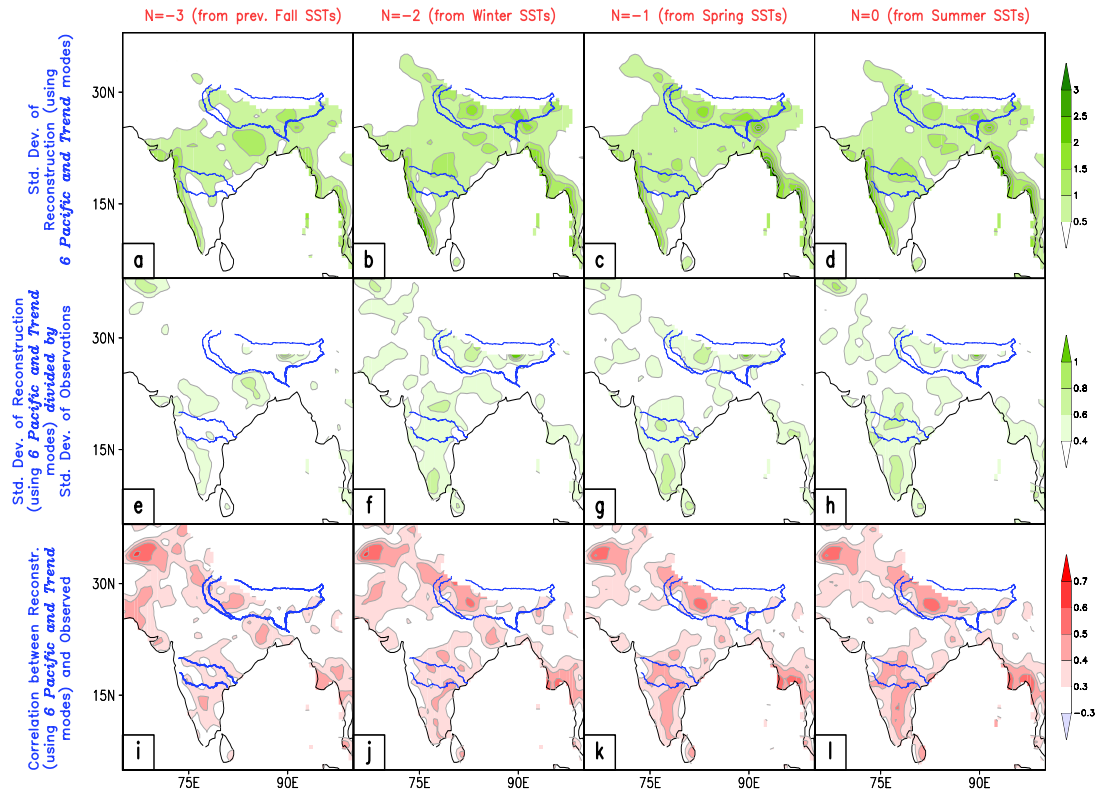 N=−3 (from prev. Fall SSTs)
N=−2 (from Winter SSTs)
N=−1 (from Spring SSTs)
N=0 (from Summer SSTs)
Std. Dev. of
Reconstruction (using
6 Pacific and Trend modes)
30N
15N
a
b
c
d
3
2.5
2
1.5
1
0.5
Std. Dev. of Reconstruction
(using 6 Pacific and Trend
modes) divided by
Std. Dev. of Observations
30N
15N
e
f
g
h
1
0.8
0.6
0.4
Correlation between Reconstr.
(using 6 Pacific and Trend
modes) and Observed
30N
15N
i
j
k
l
0.7
0.6
0.5
0.4
0.3
−0.3
75E 90E
75E 90E
75E 90E
75E 90E